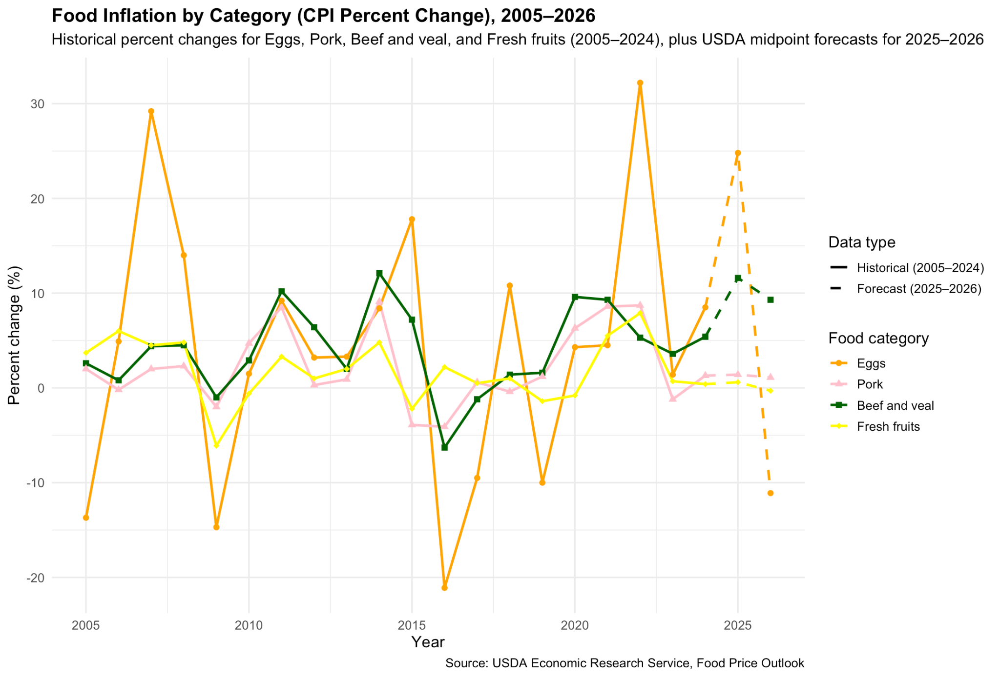 Food Inflation by Category (CPI Percent Change), 2005–2026
Historical percent changes for Eggs, Pork, Beef and veal, and Fresh fruits (2005–2024), plus USDA midpoint forecasts for 2025–2026
Percent change (%)
30
20
10
0
-10
-20
2005
2010
2015
2020
2025
Year
Data type
Historical (2005–2024)
Forecast (2025–2026)
Food category
Eggs
Pork
Beef and veal
Fresh fruits
Source: USDA Economic Research Service, Food Price Outlook